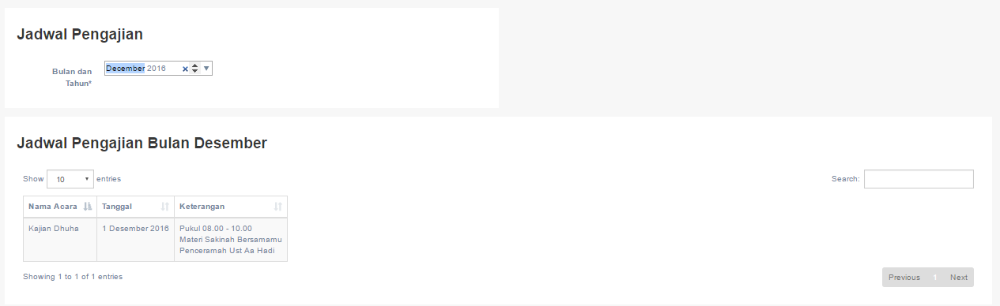 Jadwal Pengajian
Bulan dan
Tahun*
December 2016
Jadwal Pengajian Bulan Desember
Show 10 entries
Search:
Nama Acara Tanggal Keterangan
Kajian Dhuha 1 Desember 2016 Pukul 08.00 - 10.00
Materi Sakinah Bersamamu
Penceramah Ust Aa Hadi
Showing 1 to 1 of 1 entries
Previous 1 Next